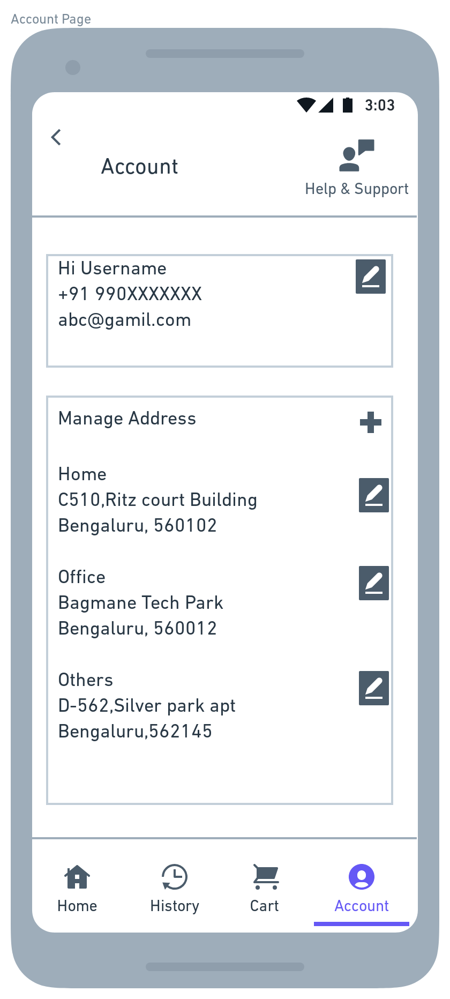 Account Page
3:03
Account
Help & Support
Hi Username
+91 990XXXXXXX
abc@gamil.com
Manage Address
Home
C510,Ritz court Building
Bengaluru, 560102
Office
Bagmane Tech Park
Bengaluru, 560012
Others
D-562,Silver park apt
Bengaluru,562145
Home
History
Cart
Account